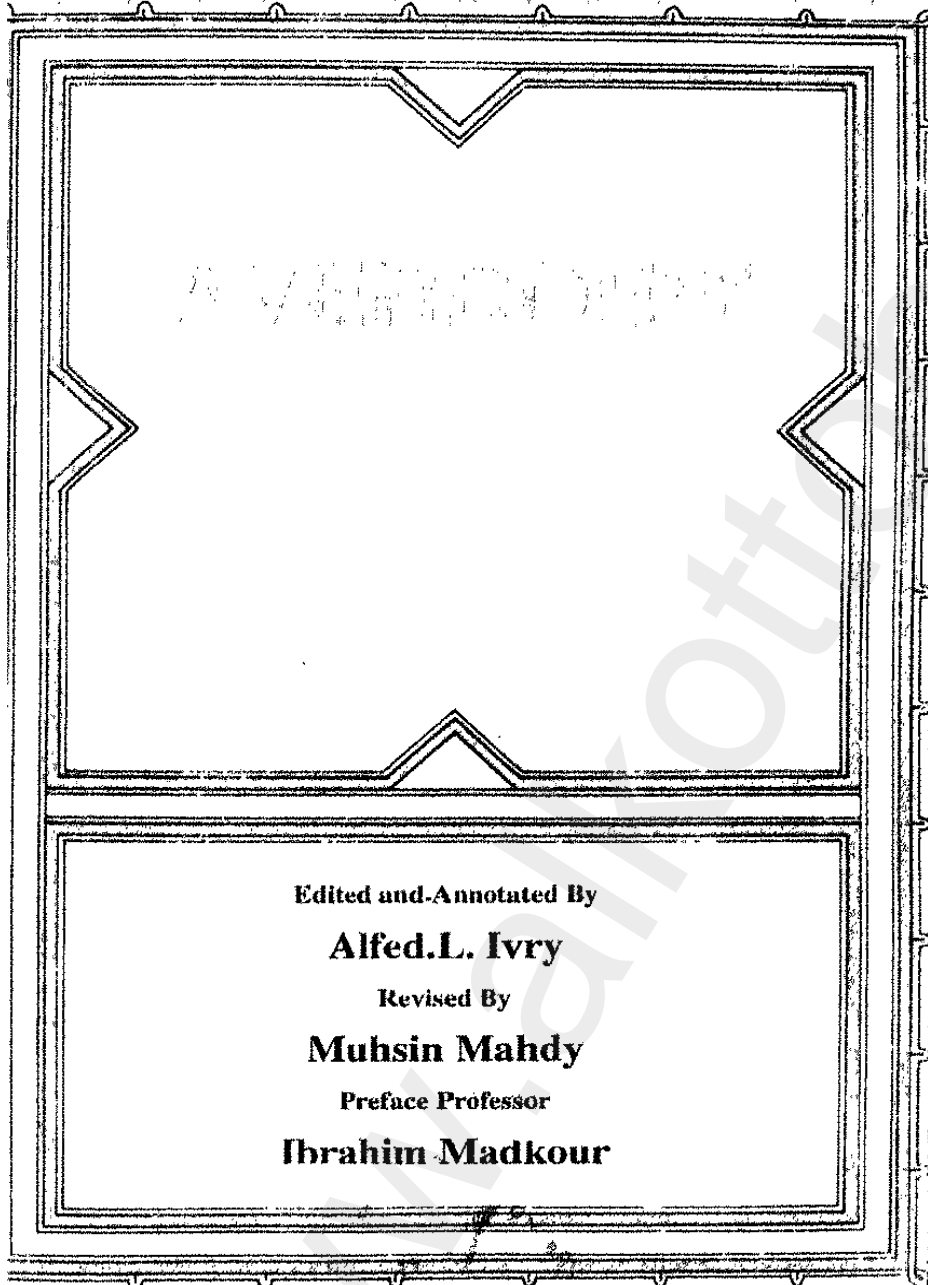 Edited and-Annotated By
Alfed.L. Ivry
Revised By
Muhsin Mahdy
Preface Professor
Ibrahim Madkour